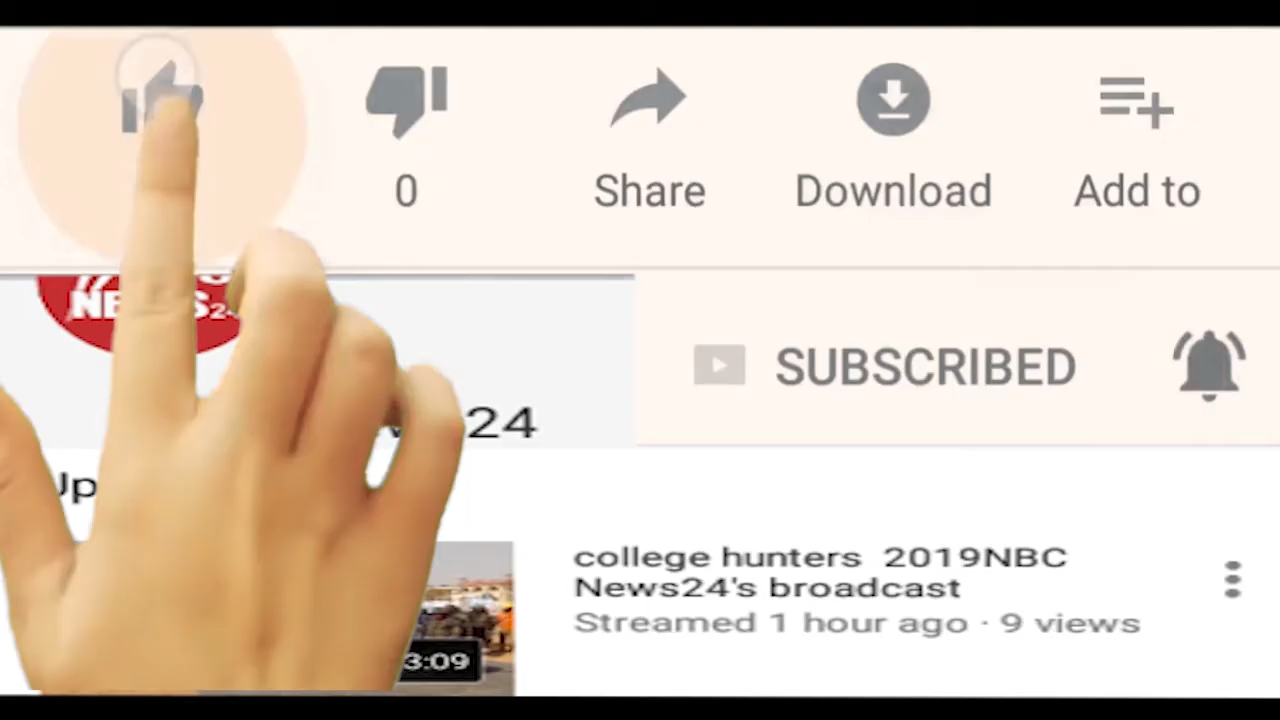 0
Share
Download
Add to
SUBSCRIBED
24
college hunters 2019NBC
News24's broadcast
Streamed 1 hour ago · 9 views
3:09